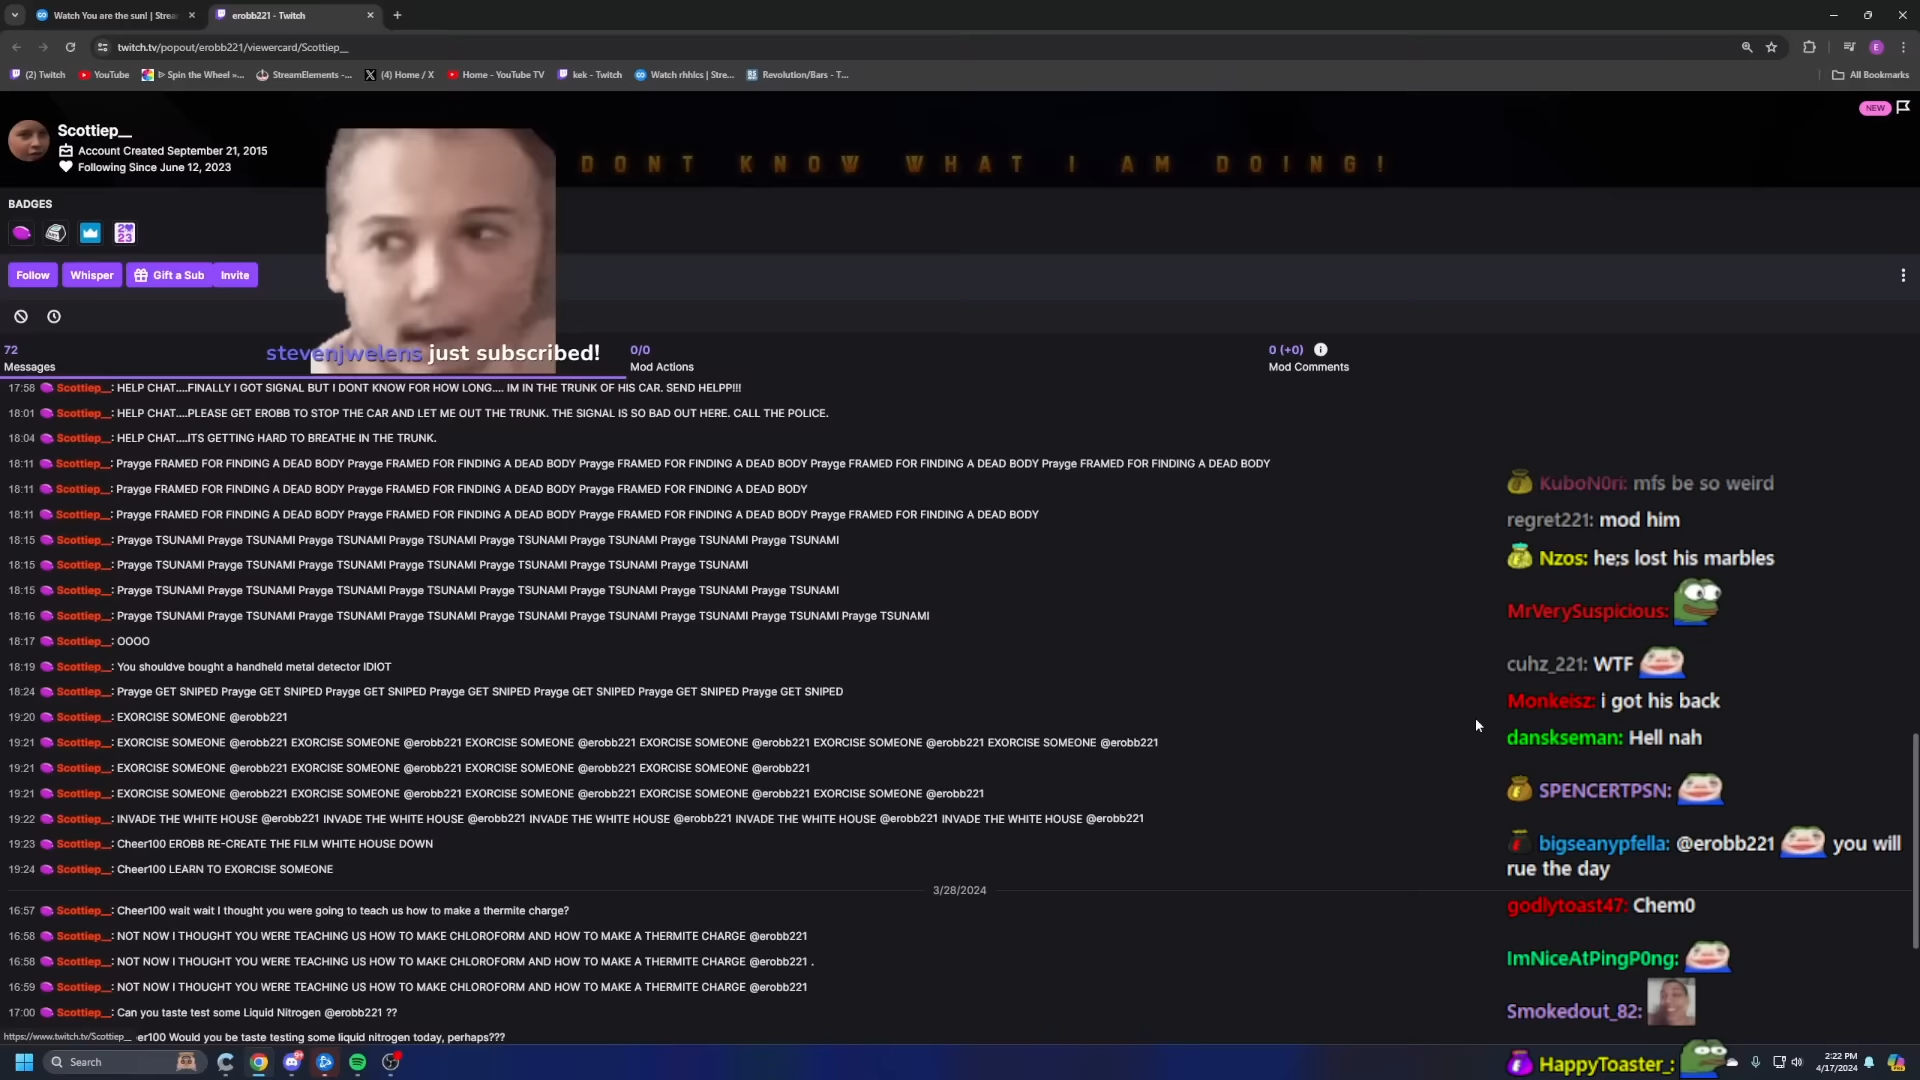 Watch You are the sun! | Strea
erobb221 - Twitch
twitch.tv/popout/erobb221/viewercard/Scottiep__
(2) Twitch
YouTube
Spin the Wheel »...
StreamElements -...
(4) Home / X
Home - YouTube TV
kek - Twitch
Watch rhhlcs | Stre...
Revolution/Bars - T...
All Bookmarks
NEW
Scottiep__
Account Created September 21, 2015
Following Since June 12, 2023
DONT KNOW WHAT I AM DOING!
BADGES
Follow
Whisper
Gift a Sub
Invite
stevenjwelens just subscribed!
72
Messages
0/0
Mod Actions
0 (+0)
Mod Comments
17:58 Scottiep__: HELP CHAT....FINALLY I GOT SIGNAL BUT I DONT KNOW FOR HOW LONG.... IM IN THE TRUNK OF HIS CAR. SEND HELPP!!!
18:01 Scottiep__: HELP CHAT....PLEASE GET EROBB TO STOP THE CAR AND LET ME OUT THE TRUNK. THE SIGNAL IS SO BAD OUT HERE. CALL THE POLICE.
18:04 Scottiep__: HELP CHAT....ITS GETTING HARD TO BREATHE IN THE TRUNK.
18:11 Scottiep__: Prayge FRAMED FOR FINDING A DEAD BODY Prayge FRAMED FOR FINDING A DEAD BODY Prayge FRAMED FOR FINDING A DEAD BODY Prayge FRAMED FOR FINDING A DEAD BODY Prayge FRAMED FOR FINDING A DEAD BODY
18:11 Scottiep__: Prayge FRAMED FOR FINDING A DEAD BODY Prayge FRAMED FOR FINDING A DEAD BODY Prayge FRAMED FOR FINDING A DEAD BODY
18:11 Scottiep__: Prayge FRAMED FOR FINDING A DEAD BODY Prayge FRAMED FOR FINDING A DEAD BODY Prayge FRAMED FOR FINDING A DEAD BODY Prayge FRAMED FOR FINDING A DEAD BODY
18:15 Scottiep__: Prayge TSUNAMI Prayge TSUNAMI Prayge TSUNAMI Prayge TSUNAMI Prayge TSUNAMI Prayge TSUNAMI Prayge TSUNAMI Prayge TSUNAMI
18:15 Scottiep__: Prayge TSUNAMI Prayge TSUNAMI Prayge TSUNAMI Prayge TSUNAMI Prayge TSUNAMI Prayge TSUNAMI Prayge TSUNAMI
18:15 Scottiep__: Prayge TSUNAMI Prayge TSUNAMI Prayge TSUNAMI Prayge TSUNAMI Prayge TSUNAMI Prayge TSUNAMI Prayge TSUNAMI Prayge TSUNAMI
18:16 Scottiep__: Prayge TSUNAMI Prayge TSUNAMI Prayge TSUNAMI Prayge TSUNAMI Prayge TSUNAMI Prayge TSUNAMI Prayge TSUNAMI Prayge TSUNAMI Prayge TSUNAMI
18:17 Scottiep__: OOOO
18:19 Scottiep__: You shouldve bought a handheld metal detector IDIOT
18:24 Scottiep__: Prayge GET SNIPED Prayge GET SNIPED Prayge GET SNIPED Prayge GET SNIPED Prayge GET SNIPED Prayge GET SNIPED Prayge GET SNIPED
19:20 Scottiep__: EXORCISE SOMEONE @erobb221
19:21 Scottiep__: EXORCISE SOMEONE @erobb221 EXORCISE SOMEONE @erobb221 EXORCISE SOMEONE @erobb221 EXORCISE SOMEONE @erobb221 EXORCISE SOMEONE @erobb221 EXORCISE SOMEONE @erobb221
19:21 Scottiep__: EXORCISE SOMEONE @erobb221 EXORCISE SOMEONE @erobb221 EXORCISE SOMEONE @erobb221 EXORCISE SOMEONE @erobb221
19:21 Scottiep__: EXORCISE SOMEONE @erobb221 EXORCISE SOMEONE @erobb221 EXORCISE SOMEONE @erobb221 EXORCISE SOMEONE @erobb221 EXORCISE SOMEONE @erobb221
19:22 Scottiep__: INVADE THE WHITE HOUSE @erobb221 INVADE THE WHITE HOUSE @erobb221 INVADE THE WHITE HOUSE @erobb221 INVADE THE WHITE HOUSE @erobb221 INVADE THE WHITE HOUSE @erobb221
19:23 Scottiep__: Cheer100 EROBB RE-CREATE THE FILM WHITE HOUSE DOWN
19:24 Scottiep__: Cheer100 LEARN TO EXORCISE SOMEONE
3/28/2024
16:57 Scottiep__: Cheer100 wait wait I thought you were going to teach us how to make a thermite charge?
16:58 Scottiep__: NOT NOW I THOUGHT YOU WERE TEACHING US HOW TO MAKE CHLOROFORM AND HOW TO MAKE A THERMITE CHARGE @erobb221
16:58 Scottiep__: NOT NOW I THOUGHT YOU WERE TEACHING US HOW TO MAKE CHLOROFORM AND HOW TO MAKE A THERMITE CHARGE @erobb221 .
16:59 Scottiep__: NOT NOW I THOUGHT YOU WERE TEACHING US HOW TO MAKE CHLOROFORM AND HOW TO MAKE A THERMITE CHARGE @erobb221
17:00 Scottiep__: Can you taste test some Liquid Nitrogen @erobb221 ??
https://www.twitch.tv/Scottiep__ er100 Would you be taste testing some liquid nitrogen today, perhaps???
KuboN0ri: mfs be so weird
regret221: mod him
Nzos: he;s lost his marbles
MrVerySuspicious:
cuhz_221: WTF
Monkeisz: i got his back
danskseman: Hell nah
SPENCERTPSN:
bigseanypfella: @erobb221 you will
rue the day
godlytoast47: Chem0
ImNiceAtPingP0ng:
Smokedout_82:
HappyToaster_:
Search
2:22 PM
4/17/2024